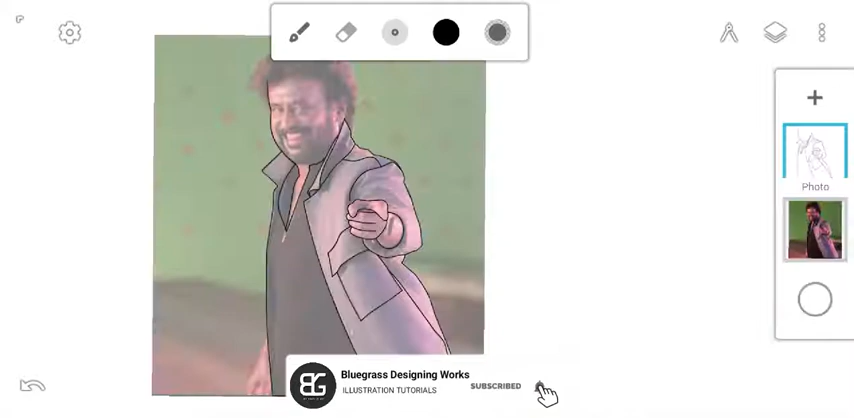 Photo
BG
Bluegrass Designing Works
ILLUSTRATION TUTORIALS
SUBSCRIBED